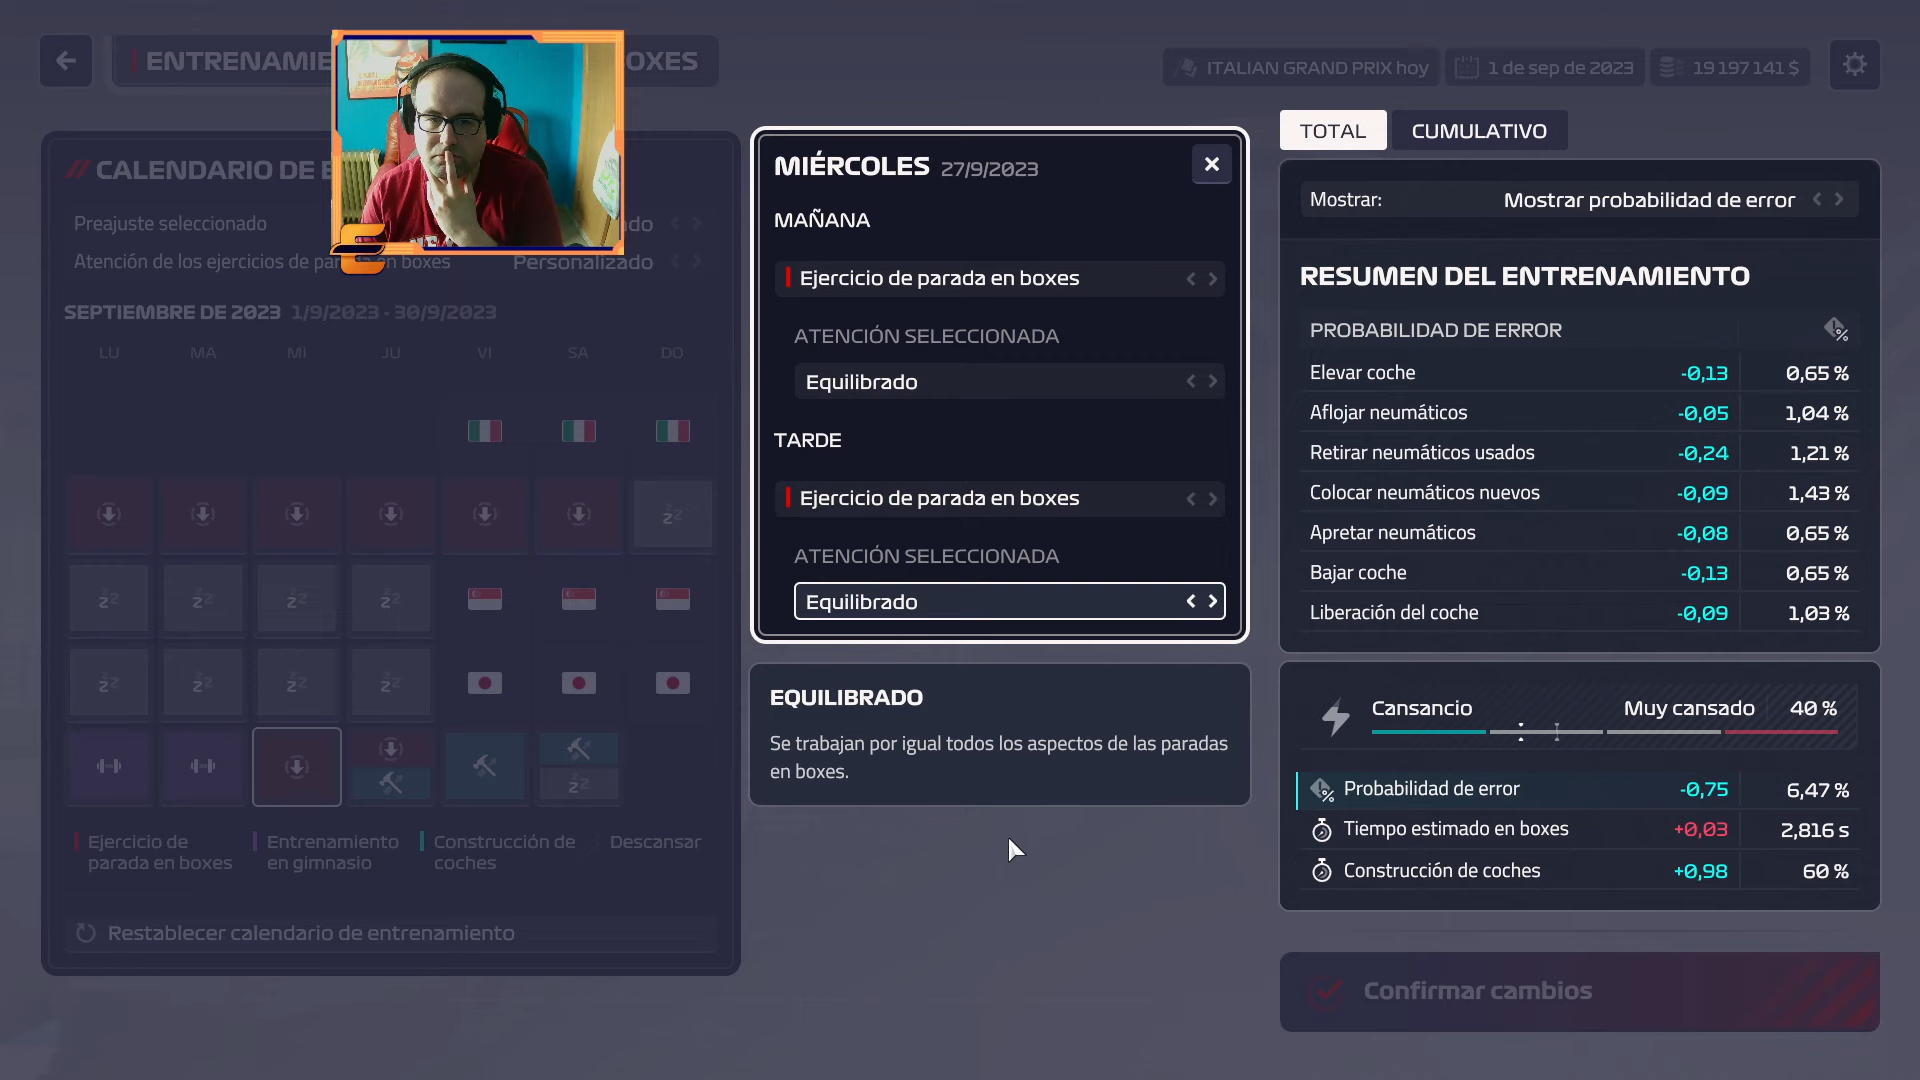 ENTRENAMIE OXES
ITALIAN GRAND PRIX hoy
1 de sep de 2023
19 197 141 $
CALENDARIO DE E
Preajuste seleccionado
ado
Atención de los ejercicios de parada en boxes
Personalizado
SEPTIEMBRE DE 2023 1/9/2023 - 30/9/2023
LU MA MI JU VI SA DO
Ejercicio de parada en boxes
Entrenamiento en gimnasio
Construcción de coches
Descansar
Restablecer calendario de entrenamiento
MIÉRCOLES 27/9/2023
MAÑANA
Ejercicio de parada en boxes
ATENCIÓN SELECCIONADA
Equilibrado
TARDE
Ejercicio de parada en boxes
ATENCIÓN SELECCIONADA
Equilibrado
EQUILIBRADO
Se trabajan por igual todos los aspectos de las paradas
en boxes.
TOTAL CUMULATIVO
Mostrar: Mostrar probabilidad de error
RESUMEN DEL ENTRENAMIENTO
PROBABILIDAD DE ERROR
Elevar coche -0,13 0,65 %
Aflojar neumáticos -0,05 1,04 %
Retirar neumáticos usados -0,24 1,21 %
Colocar neumáticos nuevos -0,09 1,43 %
Apretar neumáticos -0,08 0,65 %
Bajar coche -0,13 0,65 %
Liberación del coche -0,09 1,03 %
Cansancio Muy cansado 40 %
Probabilidad de error -0,75 6,47 %
Tiempo estimado en boxes +0,03 2,816 s
Construcción de coches +0,98 60 %
Confirmar cambios